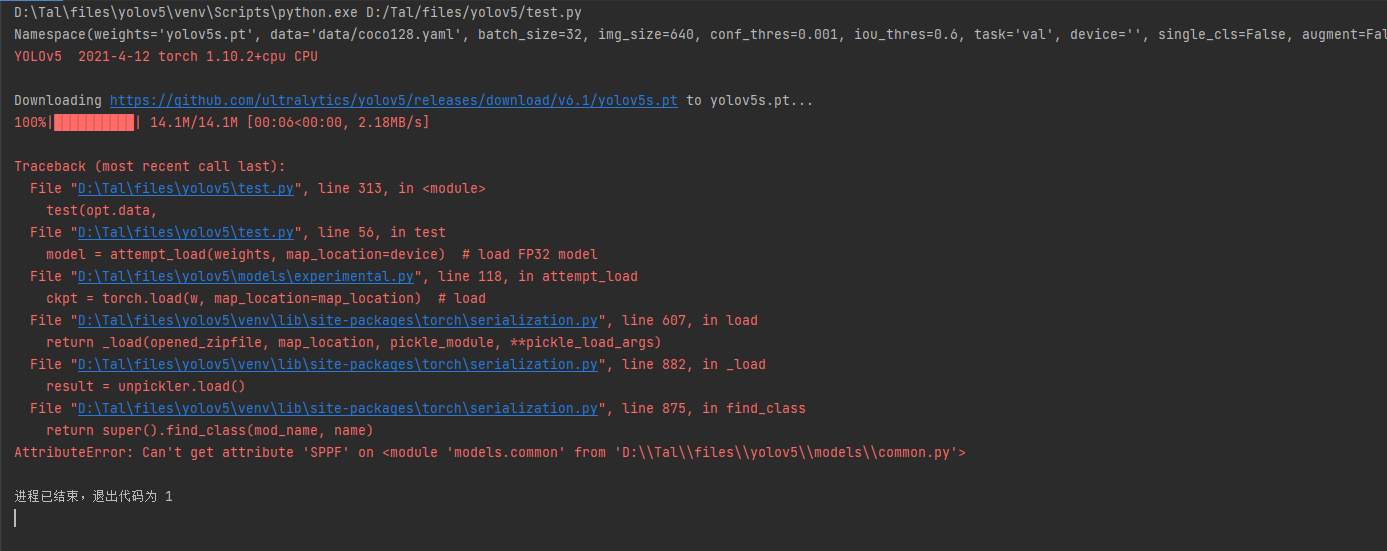 D:\Tal\files\yolov5\venv\Scripts\python.exe D:/Tal/files/yolov5/test.py
Namespace(weights='yolov5s.pt', data='data/coco128.yaml', batch_size=32, img_size=640, conf_thres=0.001, iou_thres=0.6, task='val', device='', single_cls=False, augment=Fal
YOLOv5  2021-4-12 torch 1.10.2+cpu CPU
Downloading https://github.com/ultralytics/yolov5/releases/download/v6.1/yolov5s.pt to yolov5s.pt...
100%|██████████| 14.1M/14.1M [00:06<00:00, 2.18MB/s]
Traceback (most recent call last):
  File "D:\Tal\files\yolov5\test.py", line 313, in <module>
    test(opt.data,
  File "D:\Tal\files\yolov5\test.py", line 56, in test
    model = attempt_load(weights, map_location=device)  # load FP32 model
  File "D:\Tal\files\yolov5\models\experimental.py", line 118, in attempt_load
    ckpt = torch.load(w, map_location=map_location)  # load
  File "D:\Tal\files\yolov5\venv\lib\site-packages\torch\serialization.py", line 607, in load
    return _load(opened_zipfile, map_location, pickle_module, **pickle_load_args)
  File "D:\Tal\files\yolov5\venv\lib\site-packages\torch\serialization.py", line 882, in _load
    result = unpickler.load()
  File "D:\Tal\files\yolov5\venv\lib\site-packages\torch\serialization.py", line 875, in find_class
    return super().find_class(mod_name, name)
AttributeError: Can't get attribute 'SPPF' on <module 'models.common' from 'D:\\Tal\\files\\yolov5\\models\\common.py'>
进程已结束，退出代码为 1